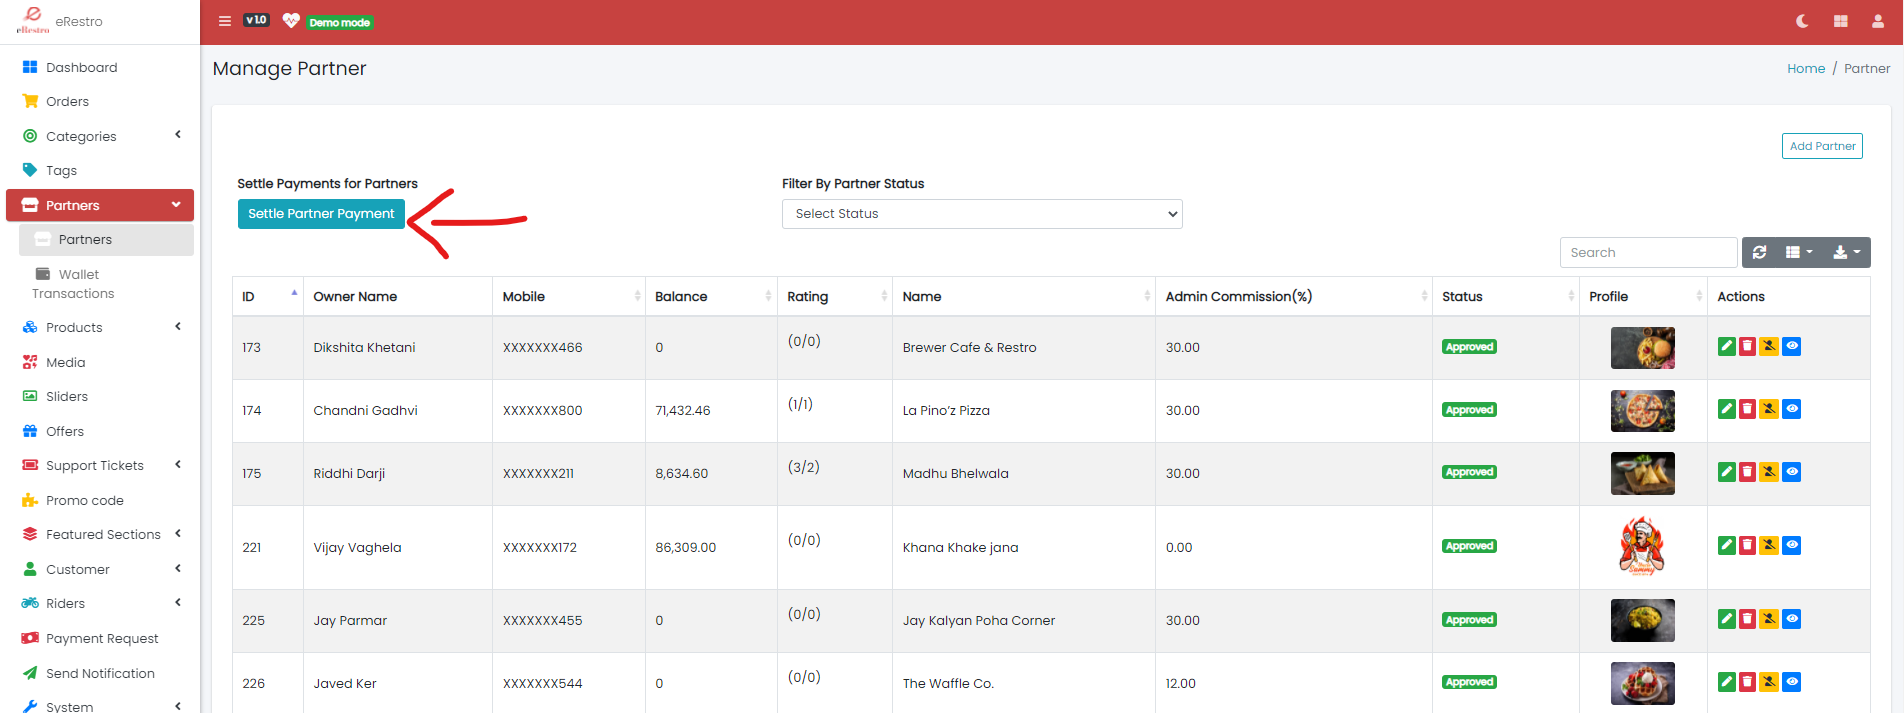 eRestro
eRestro
v 1.0
Demo mode
Dashboard
Orders
Categories
Tags
Partners
Partners
Wallet
Transactions
Products
Media
Sliders
Offers
Support Tickets
Promo code
Featured Sections
Customer
Riders
Payment Request
Send Notification
System
Manage Partner
Home / Partner
Add Partner
Settle Payments for Partners
Settle Partner Payment
Filter By Partner Status
Select Status
Search
ID Owner Name Mobile Balance Rating Name Admin Commission(%) Status Profile Actions
173 Dikshita Khetani XXXXXXX466 0 (0/0) Brewer Cafe & Restro 30.00 Approved
174 Chandni Gadhvi XXXXXXX800 71,432.46 (1/1) La Pino'z Pizza 30.00 Approved
175 Riddhi Darji XXXXXXX211 8,634.60 (3/2) Madhu Bhelwala 30.00 Approved
221 Vijay Vaghela XXXXXXX172 86,309.00 (0/0) Khana Khake jana 0.00 Approved
225 Jay Parmar XXXXXXX455 0 (0/0) Jay Kalyan Poha Corner 30.00 Approved
226 Javed Ker XXXXXXX544 0 (0/0) The Waffle Co. 12.00 Approved